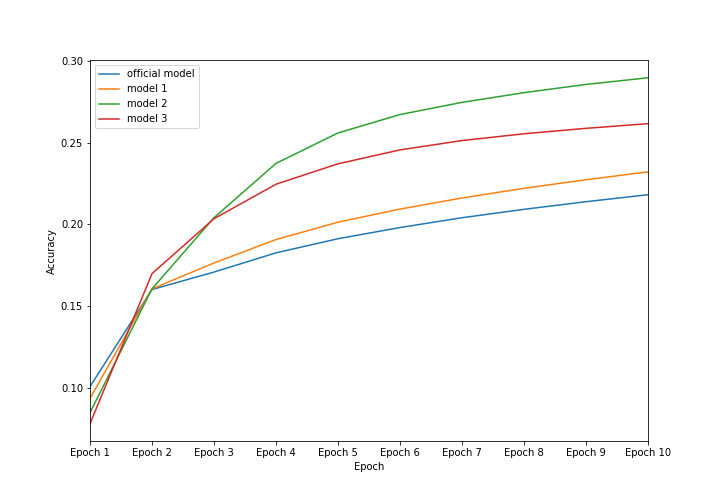 0.30
0.25
0.20
0.15
0.10
Accuracy
official model
model 1
model 2
model 3
Epoch 1 Epoch 2 Epoch 3 Epoch 4 Epoch 5 Epoch 6 Epoch 7 Epoch 8 Epoch 9 Epoch 10
Epoch